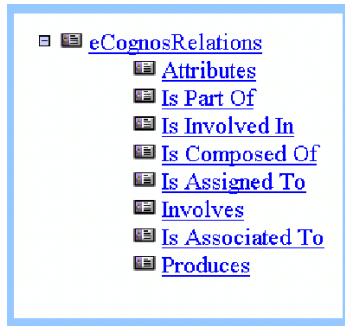 eCognosRelations
Attributes
Is Part Of
Is Involved In
Is Composed Of
Is Assigned To
Involves
Is Associated To
Produces